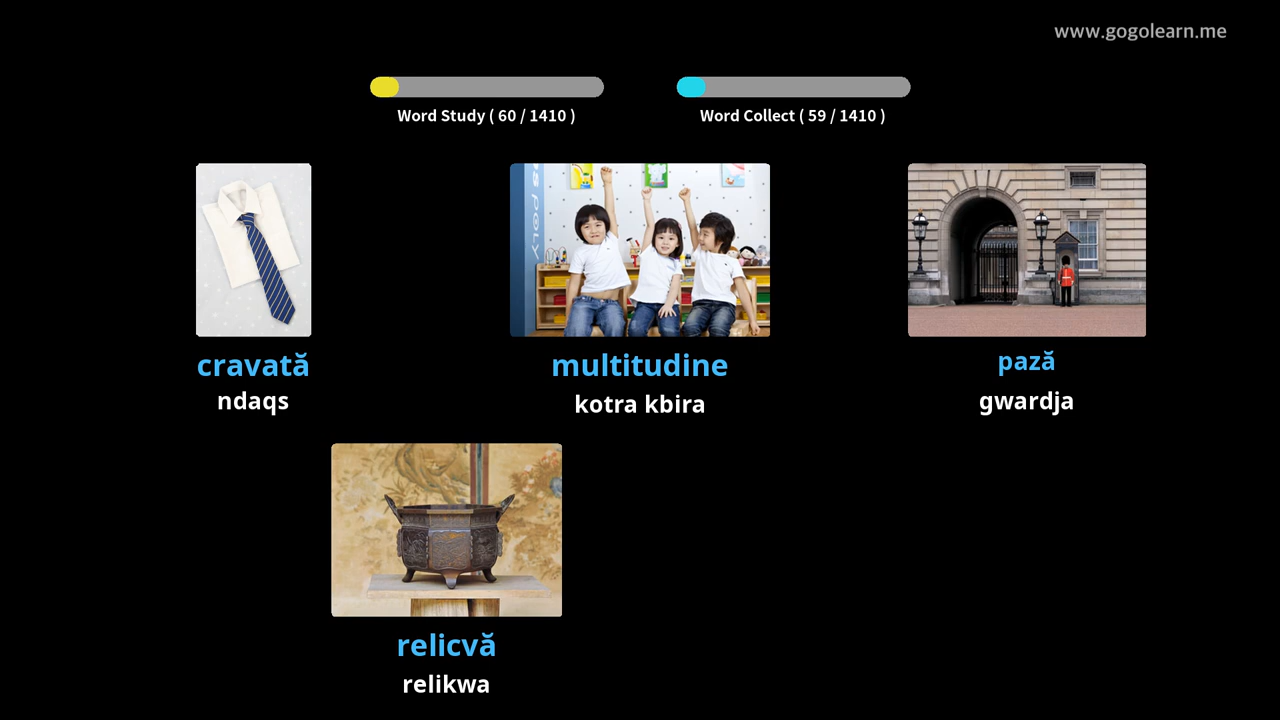 www.gogolearn.me
Word Study ( 60 / 1410 )
Word Collect ( 59 / 1410 )
cravată
ndaqs
multitudine
kotra kbira
pază
gwardja
relicvă
relikwa